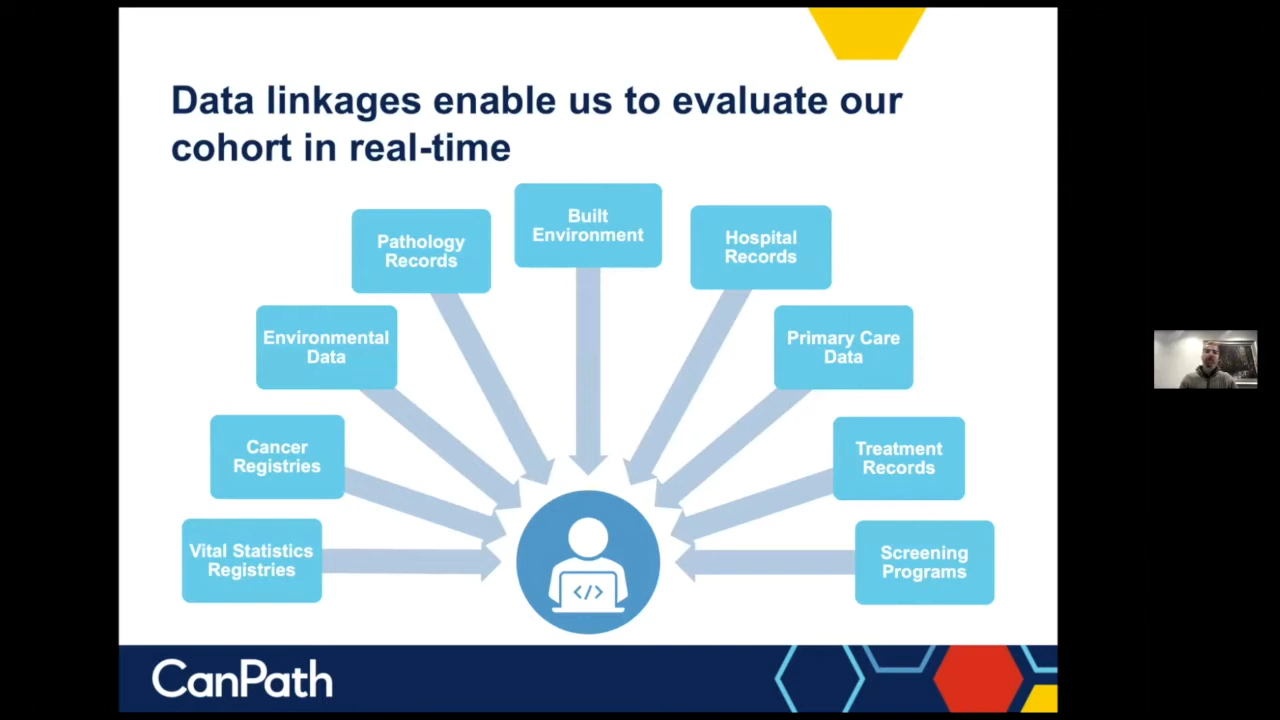 Data linkages enable us to evaluate our
cohort in real-time
Built
Environment
Pathology
Records
Hospital
Records
Environmental
Data
Primary Care
Data
Cancer
Registries
Treatment
Records
Vital Statistics
Registries
Screening
Programs
</>
CanPath